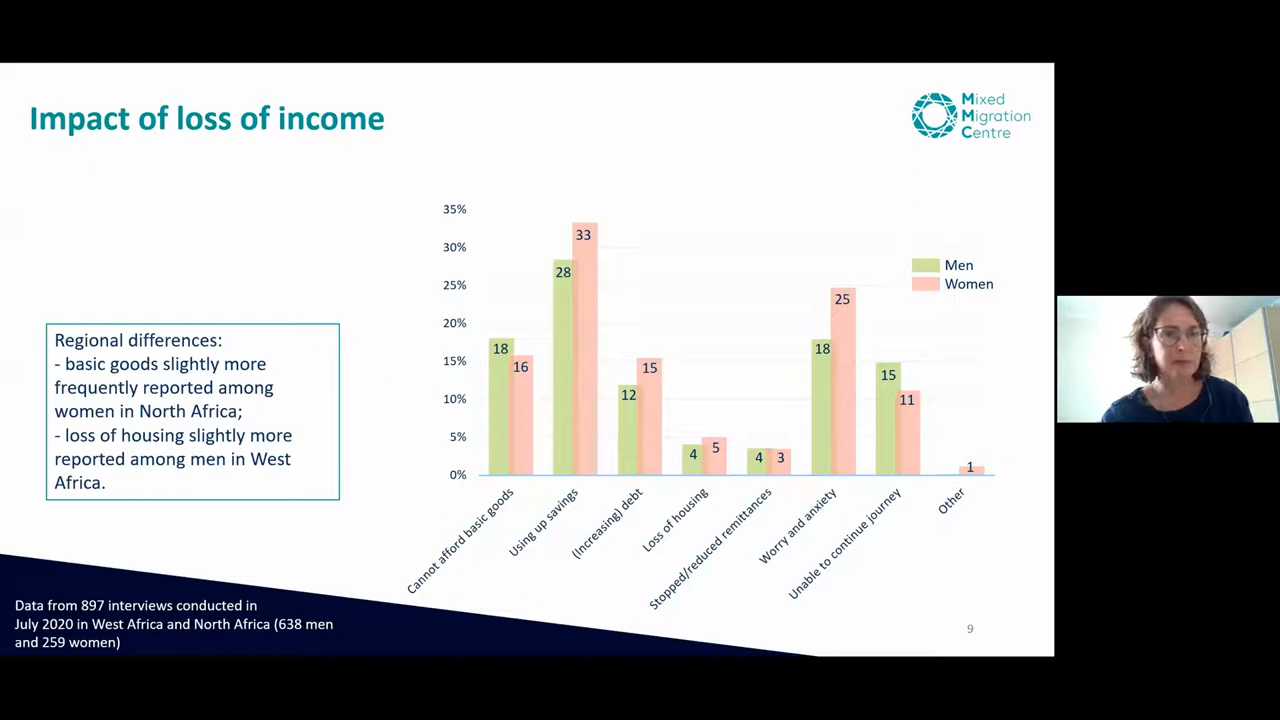 Impact of loss of income
Mixed
Migration
Centre
35%
30%
25%
20%
15%
10%
5%
0%
18
16
28
33
12
15
4
5
4
3
18
25
15
11
1
Men
Women
Cannot afford basic goods
Using up savings
(Increasing) debt
Loss of housing
Stopped/reduced remittances
Worry and anxiety
Unable to continue journey
Other
Regional differences:
- basic goods slightly more
frequently reported among
women in North Africa;
- loss of housing slightly more
reported among men in West
Africa.
Data from 897 interviews conducted in
July 2020 in West Africa and North Africa (638 men
and 259 women)
9